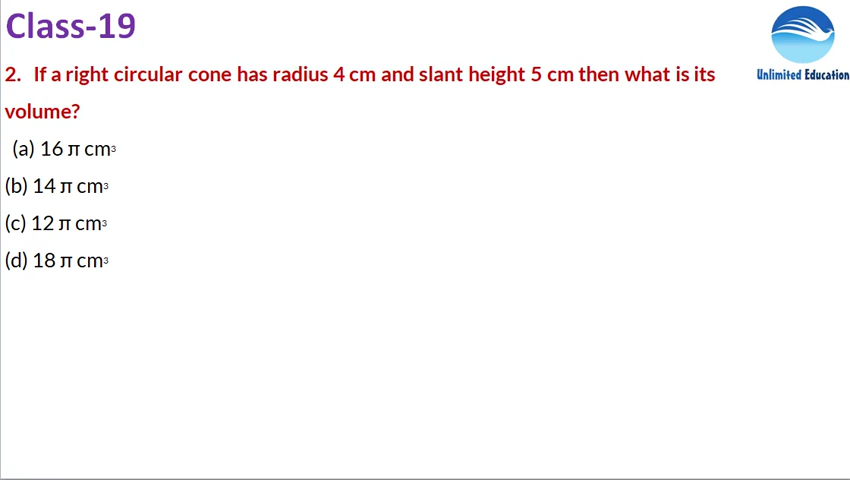 Class-19
Unlimited Education
2. If a right circular cone has radius 4 cm and slant height 5 cm then what is its
volume?
(a) 16 π cm³
(b) 14 π cm³
(c) 12 π cm³
(d) 18 π cm³